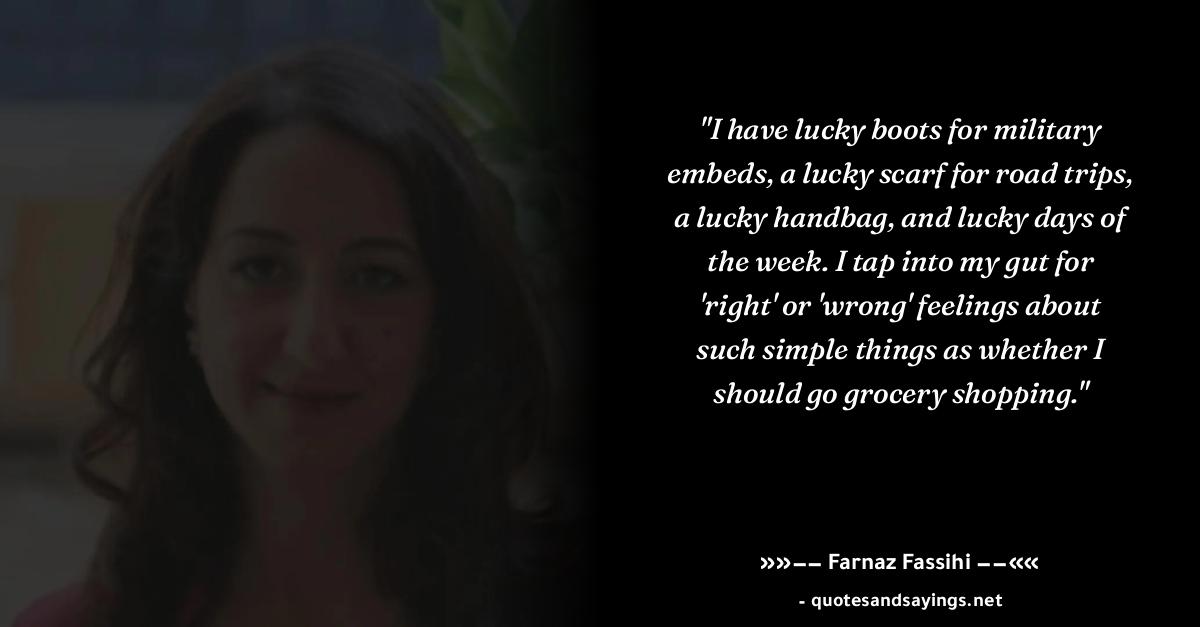 "I have lucky boots for military
embeds, a lucky scarf for road trips,
a lucky handbag, and lucky days of
the week. I tap into my gut for
'right' or 'wrong' feelings about
such simple things as whether I
should go grocery shopping."
»»−− Farnaz Fassihi −−««
- quotesandsayings.net